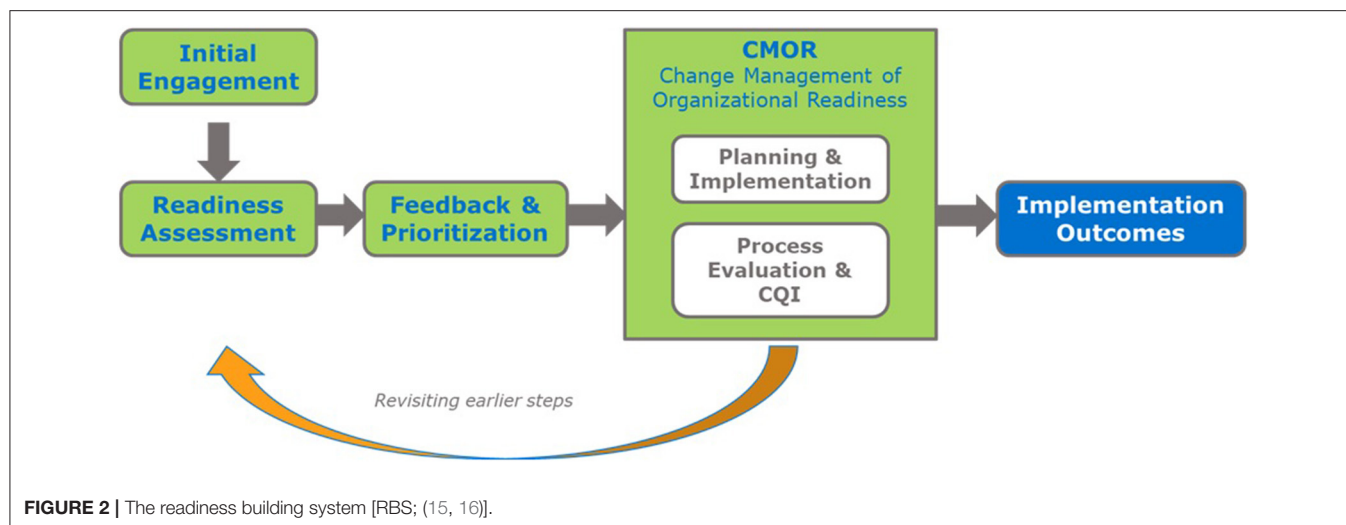 Initial
Engagement
Readiness
Assessment
Feedback &
Prioritization
CMOR
Change Management of
Organizational Readiness
Planning &
Implementation
Process
Evaluation &
CQI
Implementation
Outcomes
Revisiting earlier steps
FIGURE 2 | The readiness building system [RBS; (15, 16)].